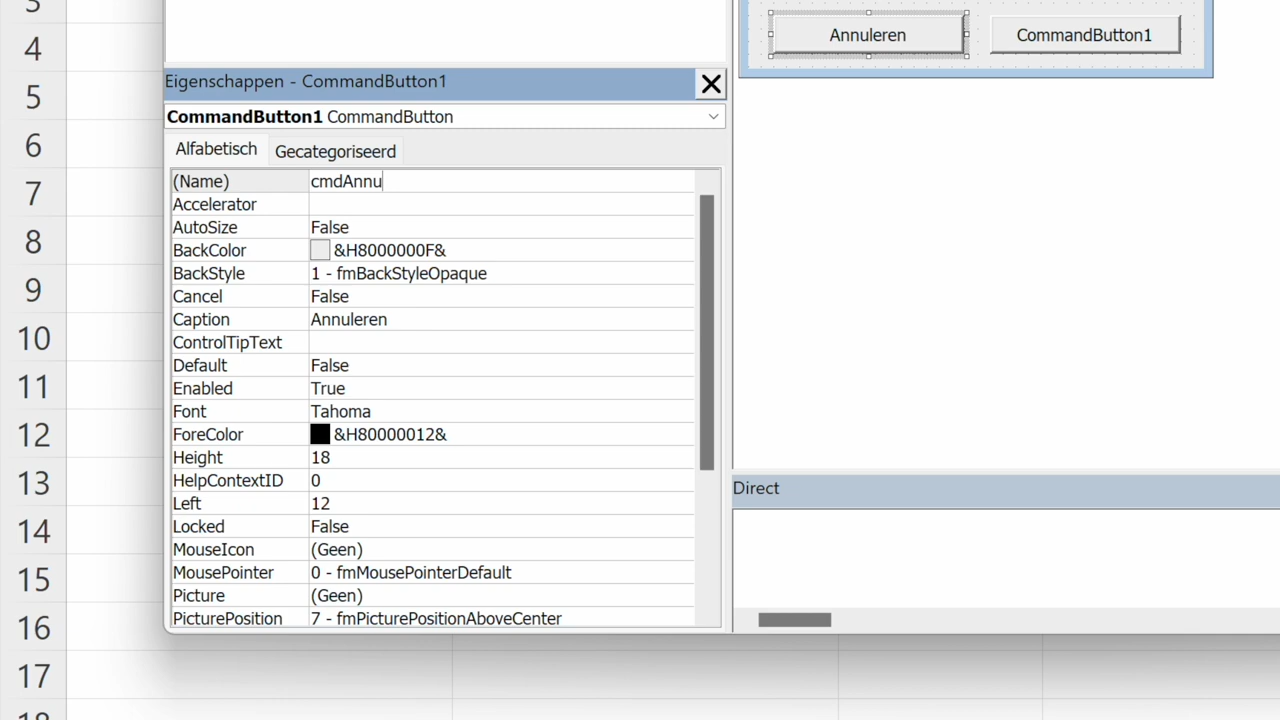 3
4
5
6
7
8
9
10
11
12
13
14
15
16
17
18
Annuleren
CommandButton1
Eigenschappen - CommandButton1
CommandButton1 CommandButton
Alfabetisch Gecategoriseerd
(Name) cmdAnnu
Accelerator
AutoSize False
BackColor &H8000000F&
BackStyle 1 - fmBackStyleOpaque
Cancel False
Caption Annuleren
ControlTipText
Default False
Enabled True
Font Tahoma
ForeColor &H80000012&
Height 18
HelpContextID 0
Left 12
Locked False
MouseIcon (Geen)
MousePointer 0 - fmMousePointerDefault
Picture (Geen)
PicturePosition 7 - fmPicturePositionAboveCenter
Direct